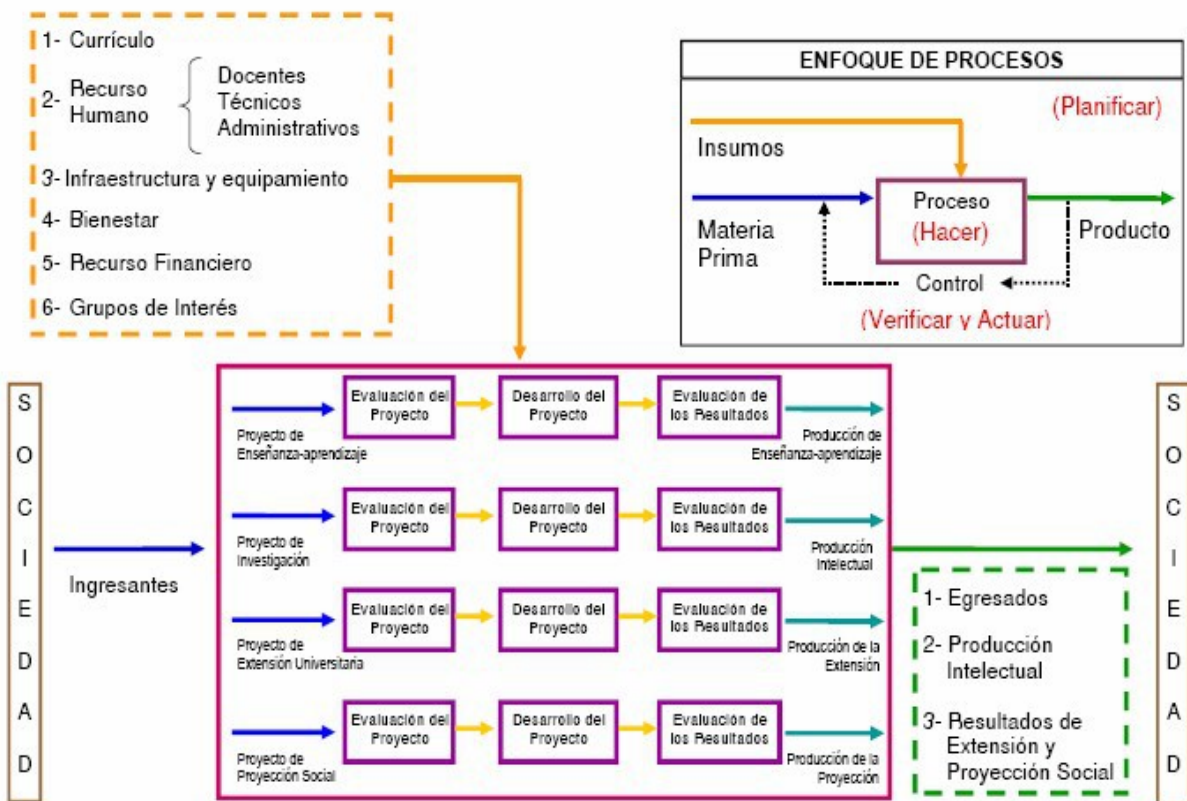 1- Currículo
2- Recurso
Humano
Docentes
Técnicos
Administrativos
3- Infraestructura y equipamiento
4- Bienestar
5- Recurso Financiero
6- Grupos de Interés
ENFOQUE DE PROCESOS
(Planificar)
Insumos
Proceso
(Hacer)
Materia
Prima
Producto
Control
(Verificar y Actuar)
SOCIEDAD
Ingresantes
Evaluación del
Proyecto
Desarrollo del
Proyecto
Evaluación de
los Resultados
Proyecto de
Enseñanza-aprendizaje
Producción de
Enseñanza-aprendizaje
Evaluación del
Proyecto
Desarrollo del
Proyecto
Evaluación de
los Resultados
Proyecto de
Investigación
Producción
Intelectual
Evaluación del
Proyecto
Desarrollo del
Proyecto
Evaluación de
los Resultados
Proyecto de
Extensión Universitaria
Producción de la
Extensión
Evaluación del
Proyecto
Desarrollo del
Proyecto
Evaluación de
los Resultados
Proyecto de
Proyección Social
Producción de la
Proyección
1- Egresados
2- Producción
Intelectual
3- Resultados de
Extensión y
Proyección Social
SOCIEDAD